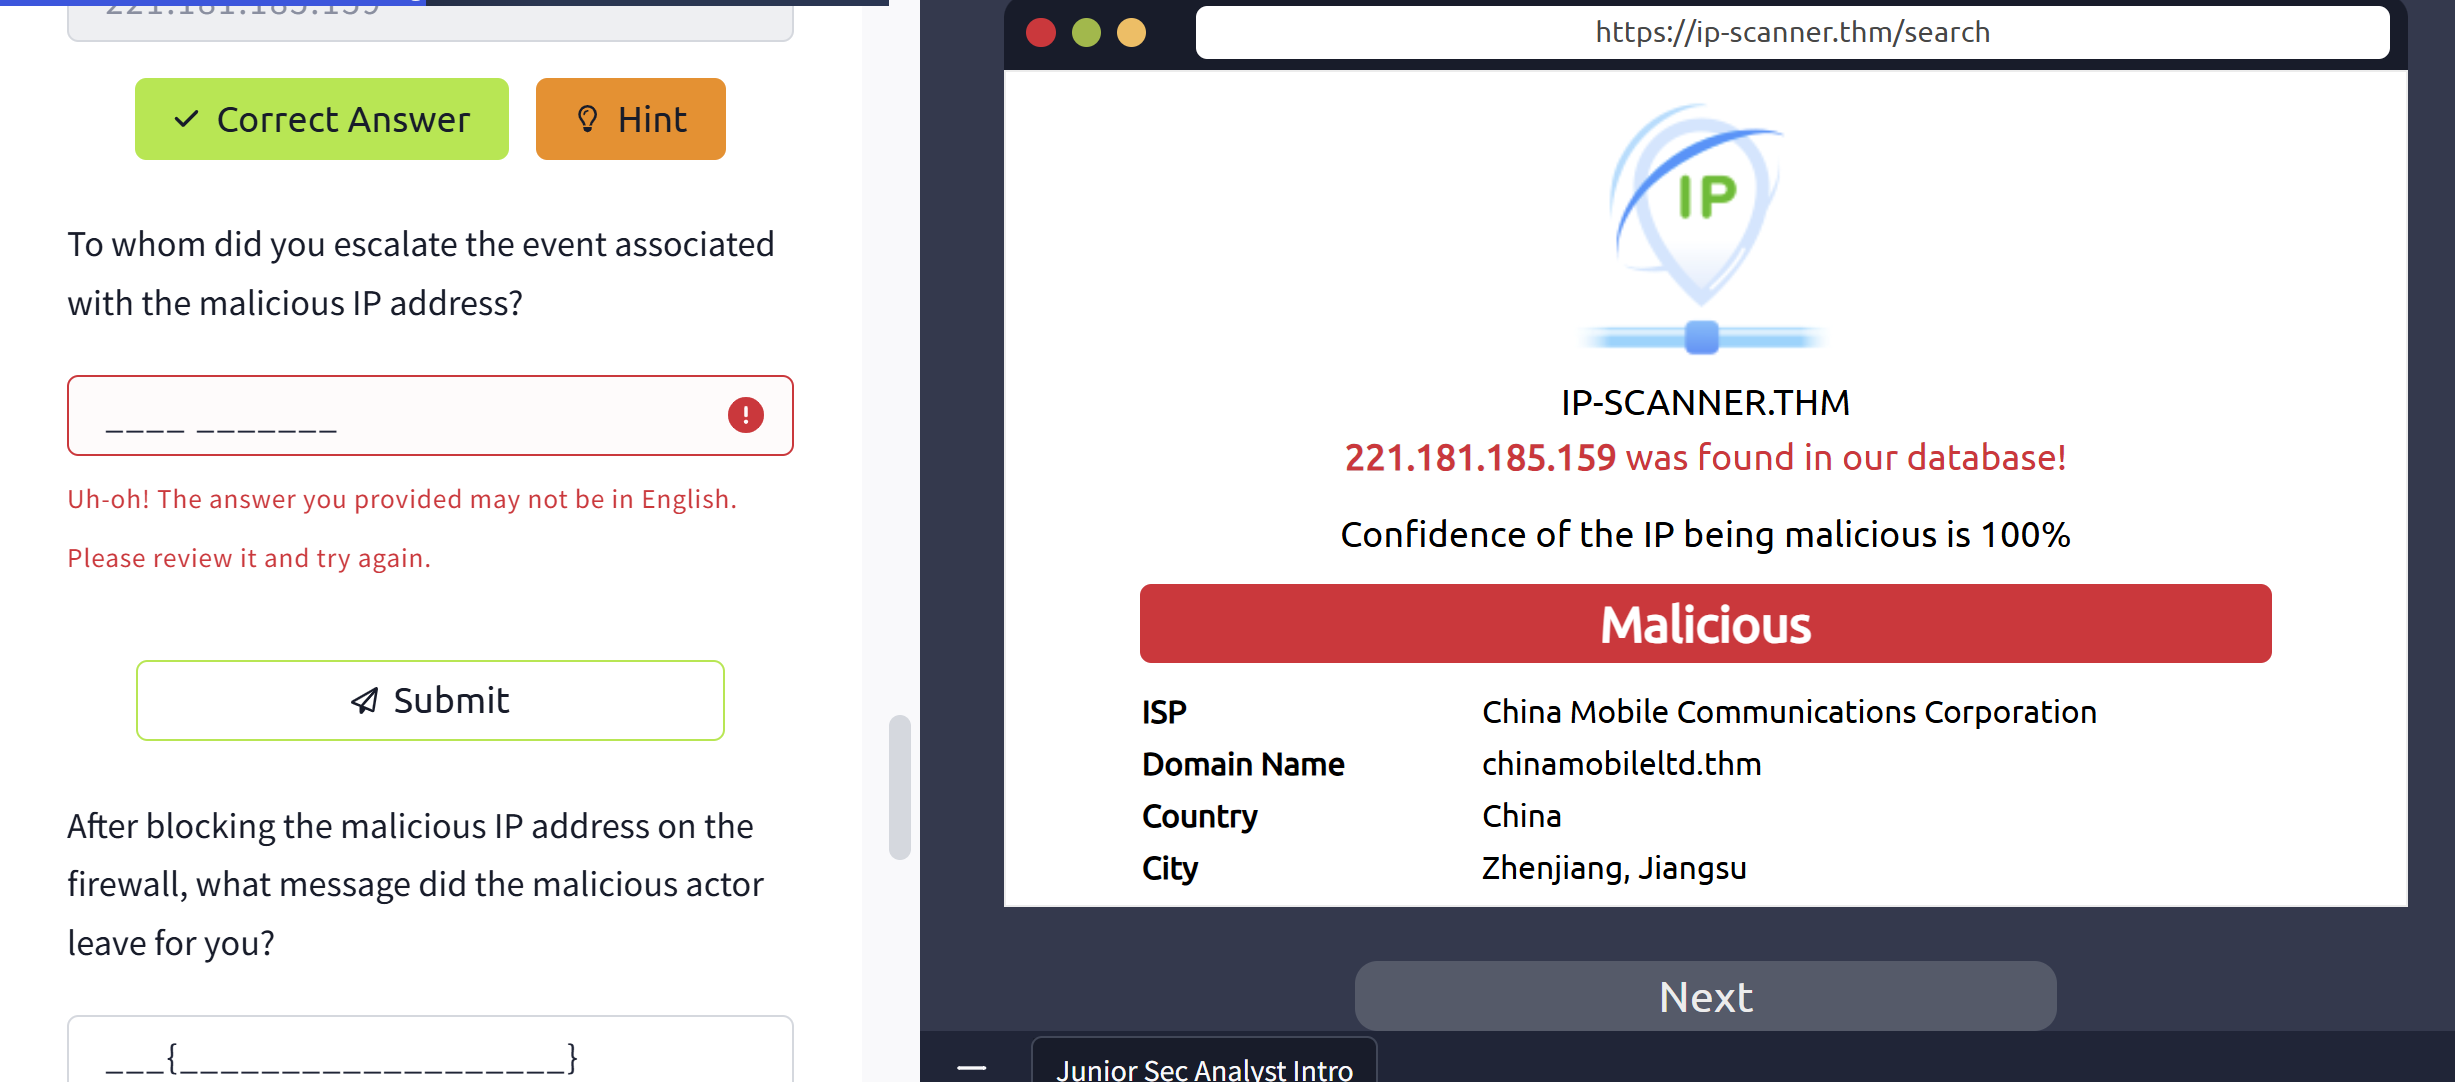 221.181.185.159
Correct Answer
Hint
To whom did you escalate the event associated
with the malicious IP address?
____ _______
Uh-oh! The answer you provided may not be in English.
Please review it and try again.
Submit
After blocking the malicious IP address on the
firewall, what message did the malicious actor
leave for you?
___{___________________}
https://ip-scanner.thm/search
IP
IP-SCANNER.THM
221.181.185.159 was found in our database!
Confidence of the IP being malicious is 100%
Malicious
ISP China Mobile Communications Corporation
Domain Name chinamobileltd.thm
Country China
City Zhenjiang, Jiangsu
Next
Junior Sec Analyst Intro